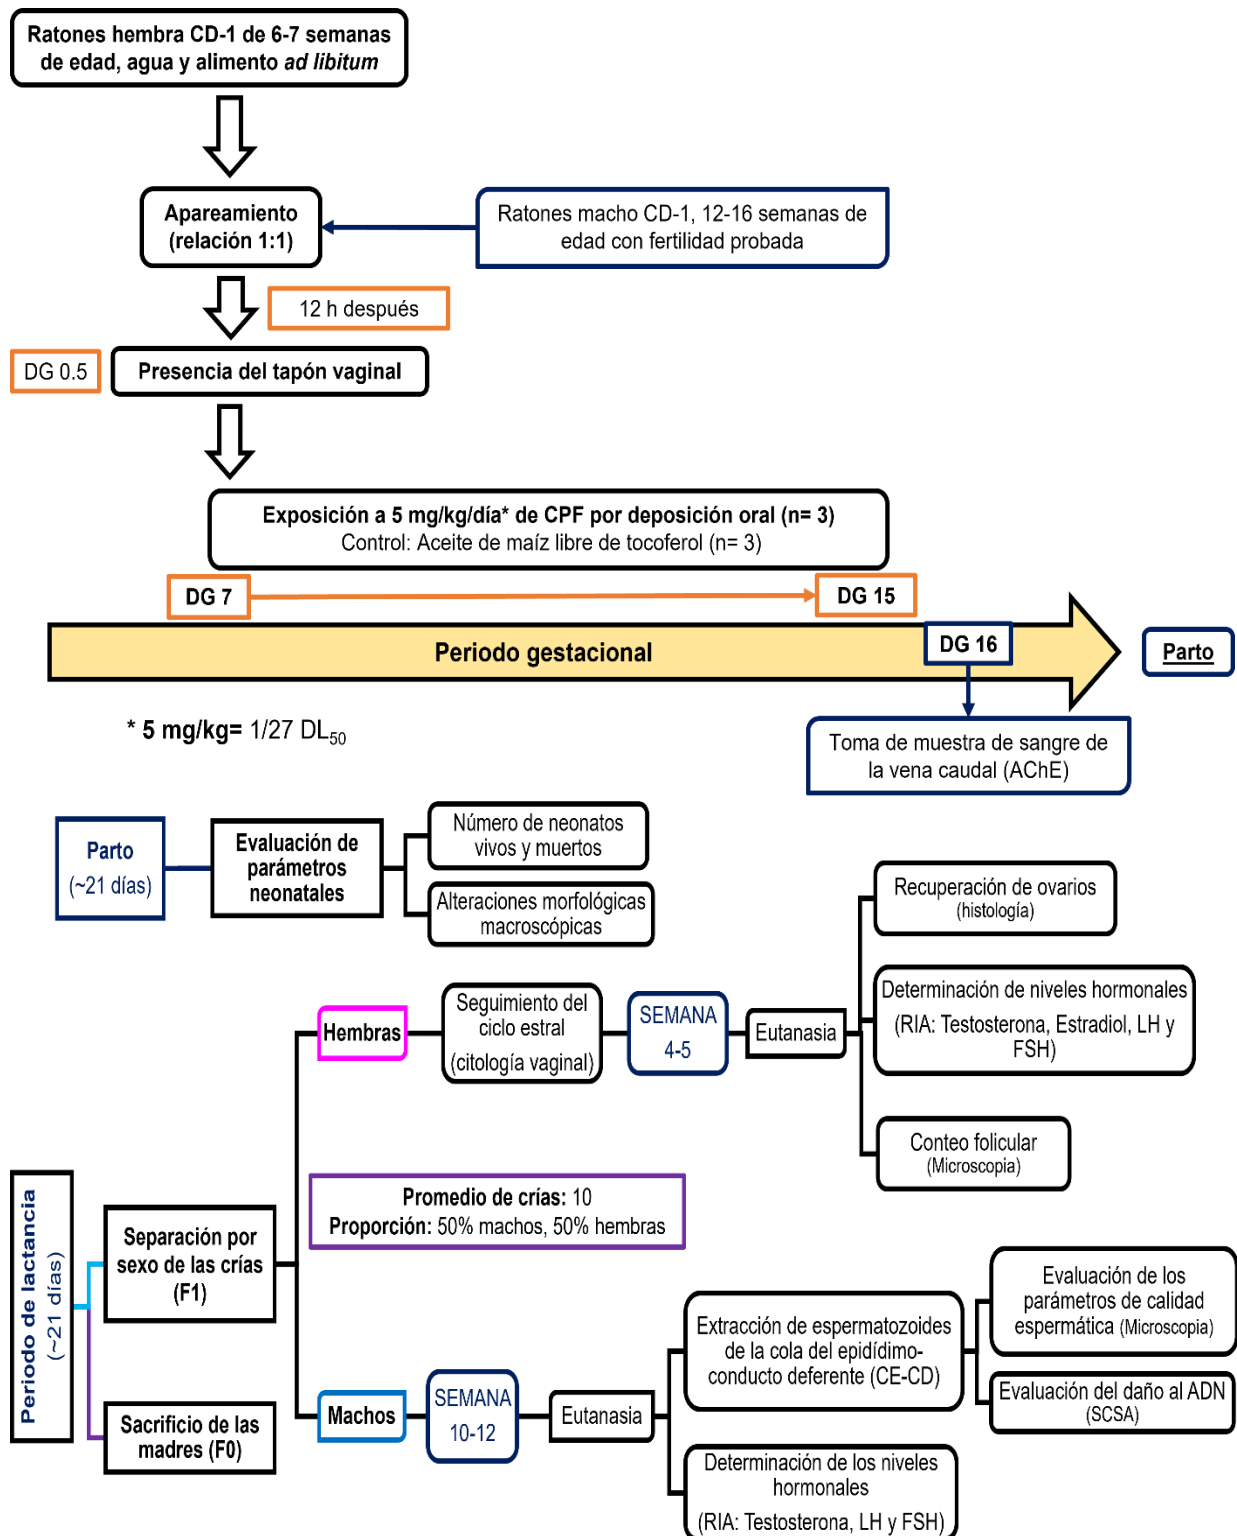 Ratones hembra CD-1 de 6-7 semanas
de edad, agua y alimento ad libitum
Apareamiento
(relación 1:1)
Ratones macho CD-1, 12-16 semanas de
edad con fertilidad probada
12 h después
DG 0.5
Presencia del tapón vaginal
Exposición a 5 mg/kg/día* de CPF por deposición oral (n= 3)
Control: Aceite de maíz libre de tocoferol (n= 3)
DG 7
DG 15
Periodo gestacional
DG 16
Parto
* 5 mg/kg= 1/27 DL50
Toma de muestra de sangre de
la vena caudal (AChE)
Parto
(~21 días)
Evaluación de
parámetros
neonatales
Número de neonatos
vivos y muertos
Alteraciones morfológicas
macroscópicas
Recuperación de ovarios
(histología)
Hembras
Seguimiento del
ciclo estral
(citología vaginal)
SEMANA
4-5
Eutanasia
Determinación de niveles hormonales
(RIA: Testosterona, Estradiol, LH y
FSH)
Conteo folicular
(Microscopia)
Periodo de lactancia
(~21 días)
Separación por
sexo de las crías
(F1)
Promedio de crías: 10
Proporción: 50% machos, 50% hembras
Sacrificio de las
madres (F0)
Machos
SEMANA
10-12
Eutanasia
Extracción de espermatozoides
de la cola del epidídimo-
conducto deferente (CE-CD)
Evaluación de los
parámetros de calidad
espermática (Microscopia)
Evaluación del daño al ADN
(SCSA)
Determinación de los niveles
hormonales
(RIA: Testosterona, LH y FSH)